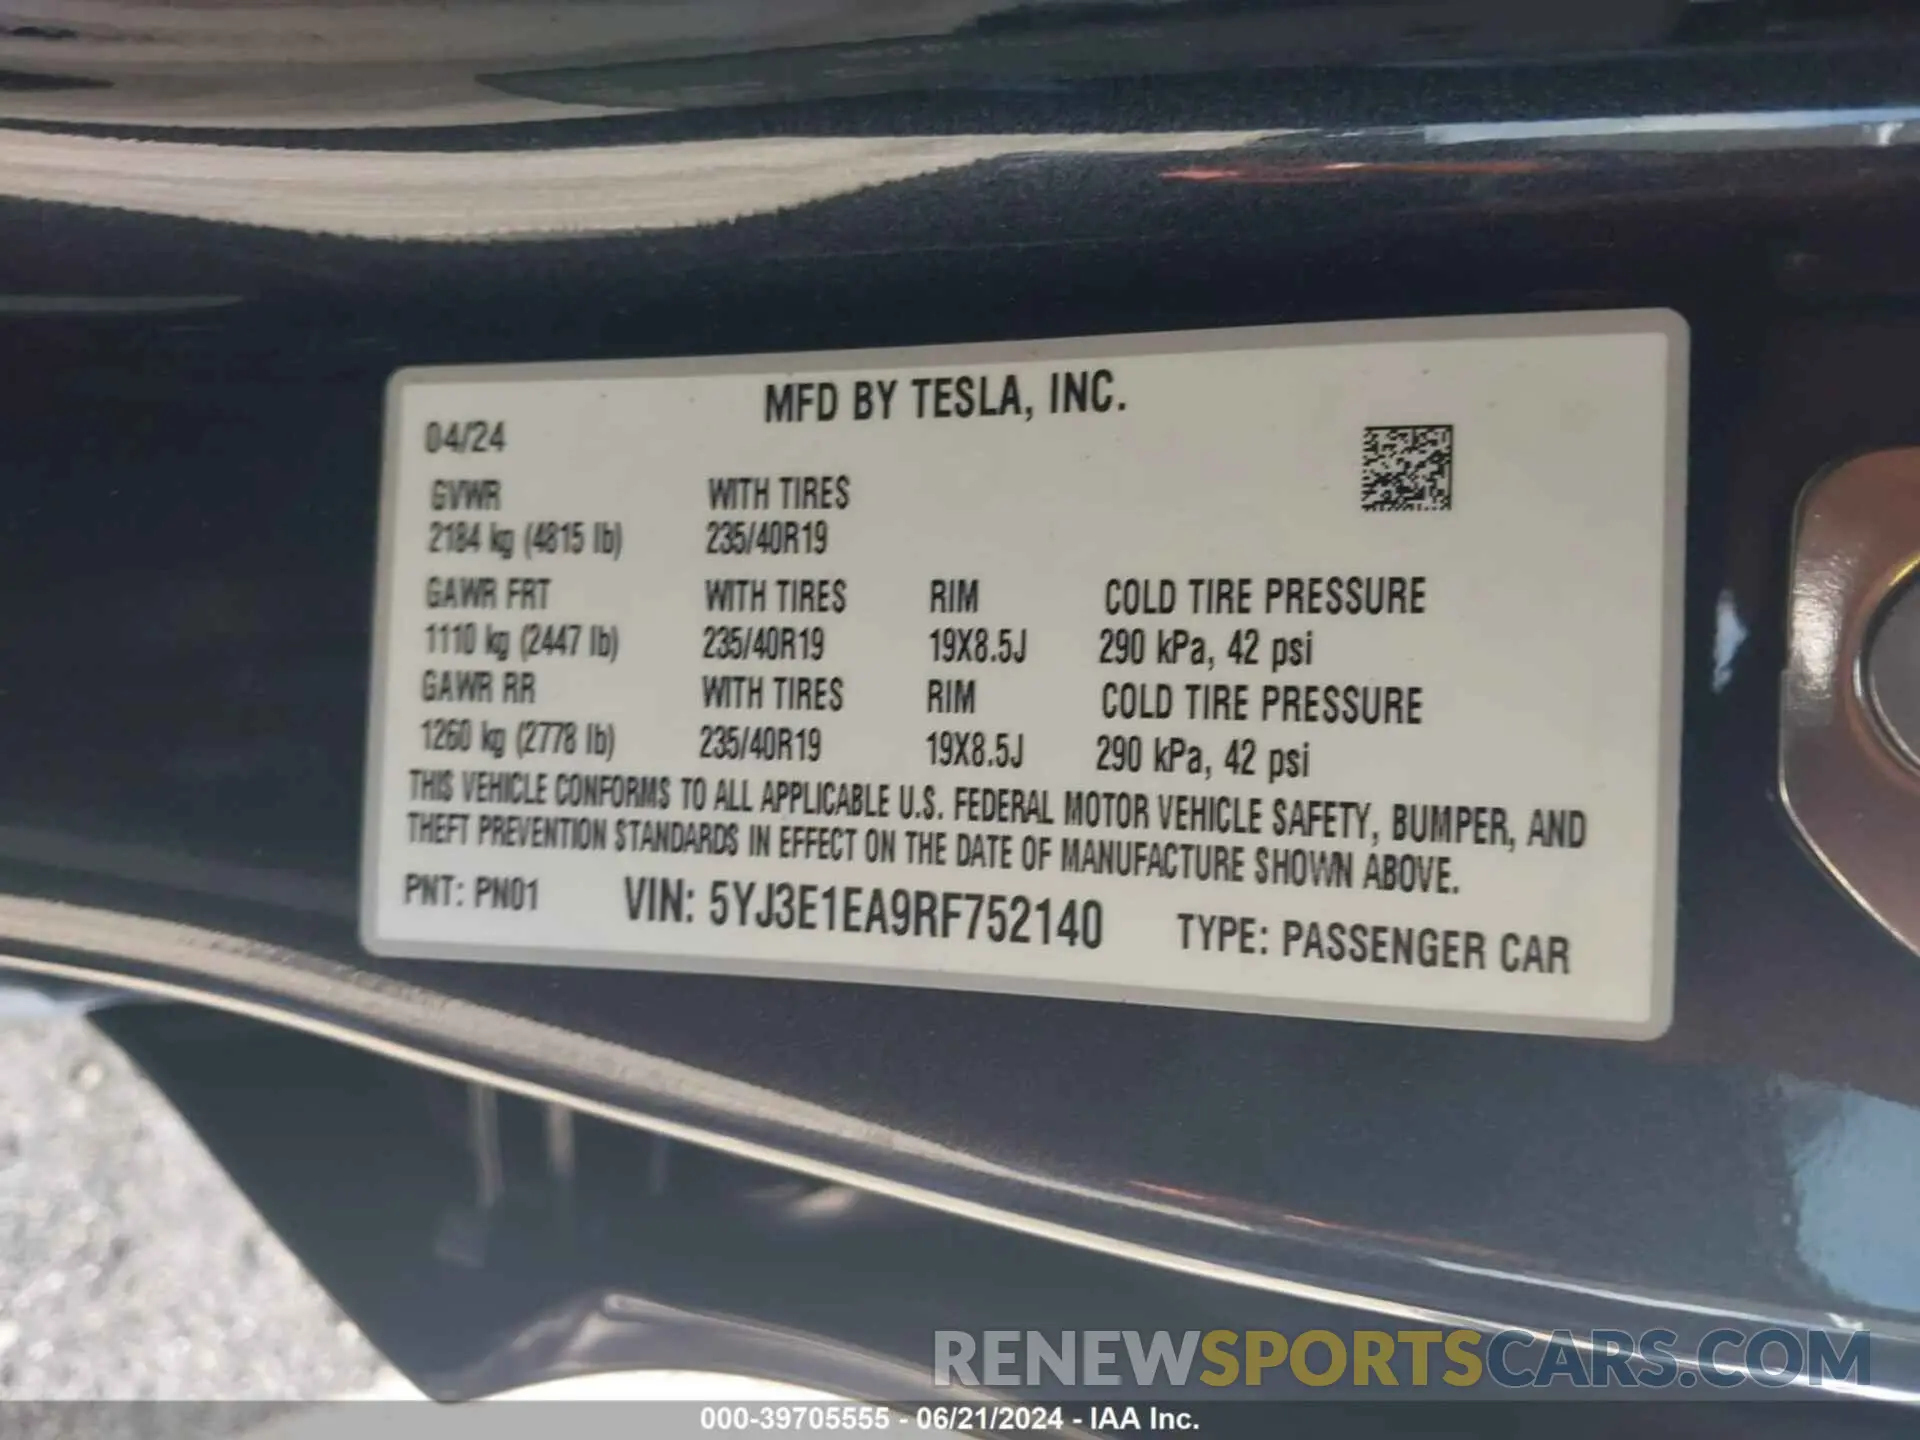 MFD BY TESLA, INC.
04/24
GVWR WITH TIRES
2184 kg (4815 lb) 235/40R19
GAWR FRT WITH TIRES RIM COLD TIRE PRESSURE
1110 kg (2447 lb) 235/40R19 19X8.5J 290 kPa, 42 psi
GAWR RR WITH TIRES RIM COLD TIRE PRESSURE
1260 kg (2778 lb) 235/40R19 19X8.5J 290 kPa, 42 psi
THIS VEHICLE CONFORMS TO ALL APPLICABLE U.S. FEDERAL MOTOR VEHICLE SAFETY, BUMPER, AND
THEFT PREVENTION STANDARDS IN EFFECT ON THE DATE OF MANUFACTURE SHOWN ABOVE.
PNT: PN01 VIN: 5YJ3E1EA9RF752140 TYPE: PASSENGER CAR
RENEWSPORTSCARS.COM
000-39705555 - 06/21/2024 - IAA Inc.